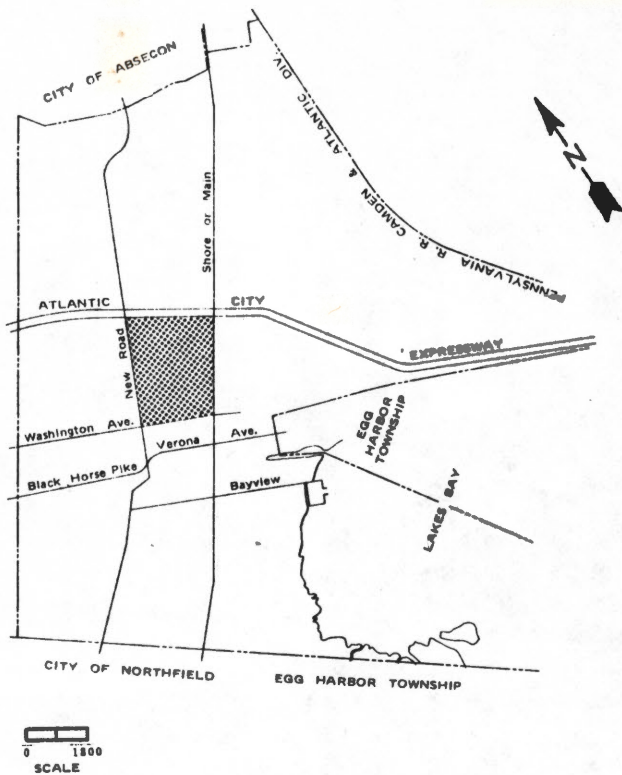 CITY OF ABSECON
PENNSYLVANIA R.R. CAMDEN & ATLANTIC DIV.
N
Shore or Main
ATLANTIC CITY EXPRESSWAY
New Road
Washington Ave.
Verona Ave.
Black Horse Pike
Bayview
EGG
HARBOR
TOWNSHIP
LAKES BAY
CITY OF NORTHFIELD
EGG HARBOR TOWNSHIP
0 1800
SCALE